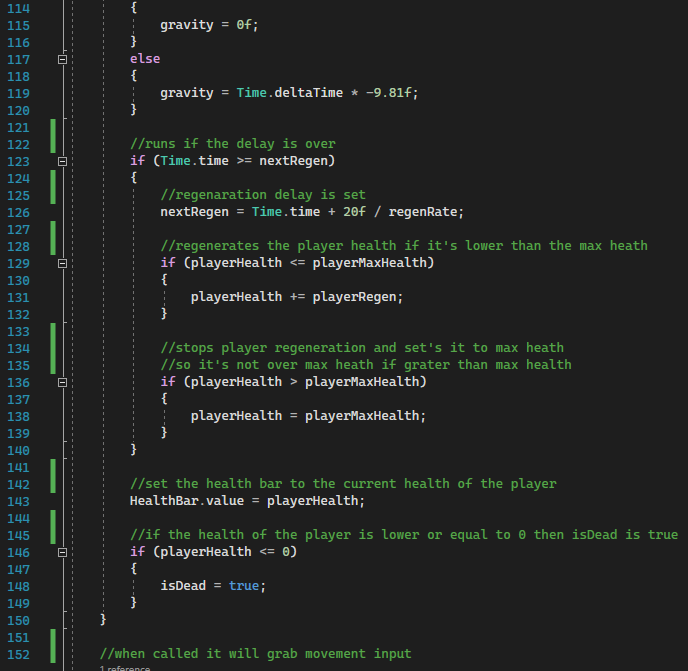 114 {
115 gravity = 0f;
116 }
117 else
118 {
119 gravity = Time.deltaTime * -9.81f;
120 }
121
122 //runs if the delay is over
123 if (Time.time >= nextRegen)
124 {
125 //regenaration delay is set
126 nextRegen = Time.time + 20f / regenRate;
127
128 //regenerates the player health if it's lower than the max heath
129 if (playerHealth <= playerMaxHealth)
130 {
131 playerHealth += playerRegen;
132 }
133
134 //stops player regeneration and set's it to max heath
135 //so it's not over max heath if grater than max health
136 if (playerHealth > playerMaxHealth)
137 {
138 playerHealth = playerMaxHealth;
139 }
140 }
141
142 //set the health bar to the current health of the player
143 HealthBar.value = playerHealth;
144
145 //if the health of the player is lower or equal to 0 then isDead is true
146 if (playerHealth <= 0)
147 {
148 isDead = true;
149 }
150 }
151
152 //when called it will grab movement input
1 reference